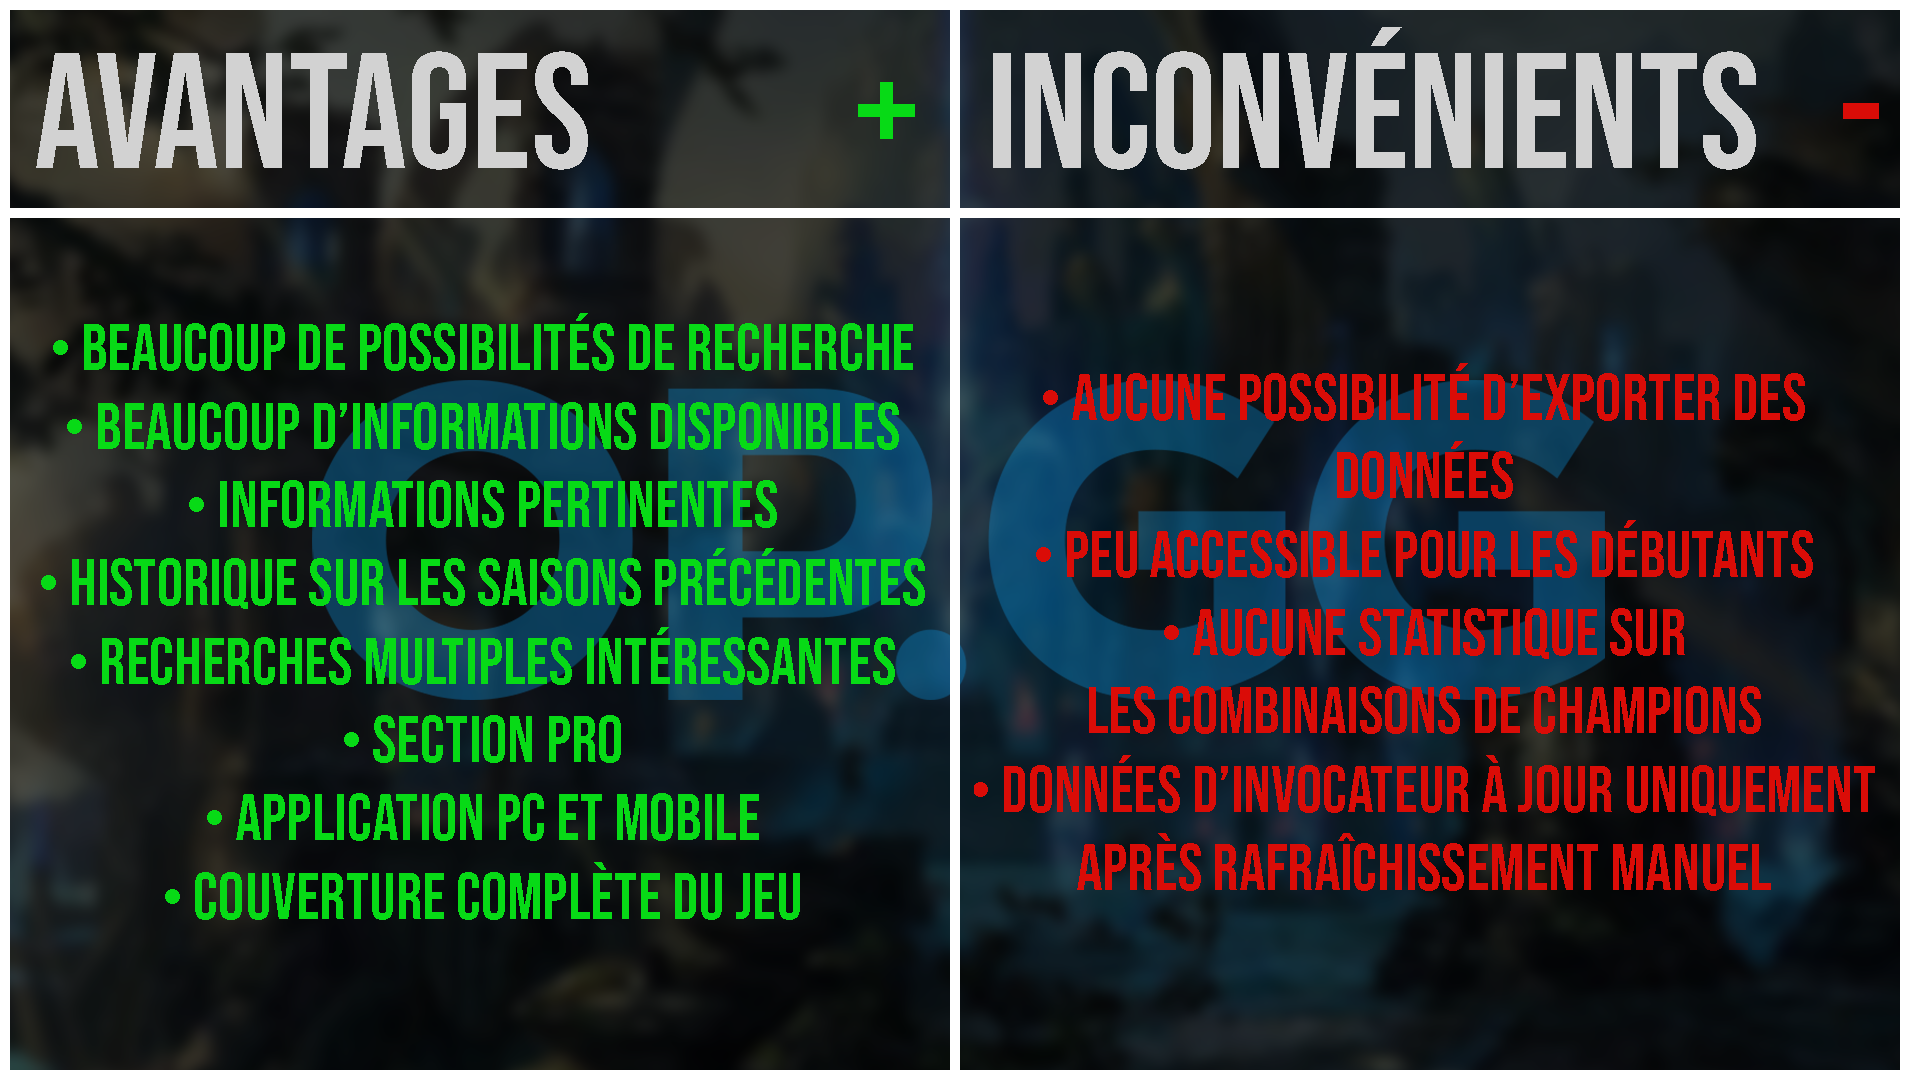 AVANTAGES +
• BEAUCOUP DE POSSIBILITÉS DE RECHERCHE
• BEAUCOUP D’INFORMATIONS DISPONIBLES
• INFORMATIONS PERTINENTES
• HISTORIQUE SUR LES SAISONS PRÉCÉDENTES
• RECHERCHES MULTIPLES INTÉRESSANTES
• SECTION PRO
• APPLICATION PC ET MOBILE
• COUVERTURE COMPLÈTE DU JEU
INCONVÉNIENTS -
• AUCUNE POSSIBILITÉ D’EXPORTER DES
DONNÉES
• PEU ACCESSIBLE POUR LES DÉBUTANTS
• AUCUNE STATISTIQUE SUR
LES COMBINAISONS DE CHAMPIONS
• DONNÉES D’INVOCATEUR À JOUR UNIQUEMENT
APRÈS RAFRAÎCHISSEMENT MANUEL
OP.GG